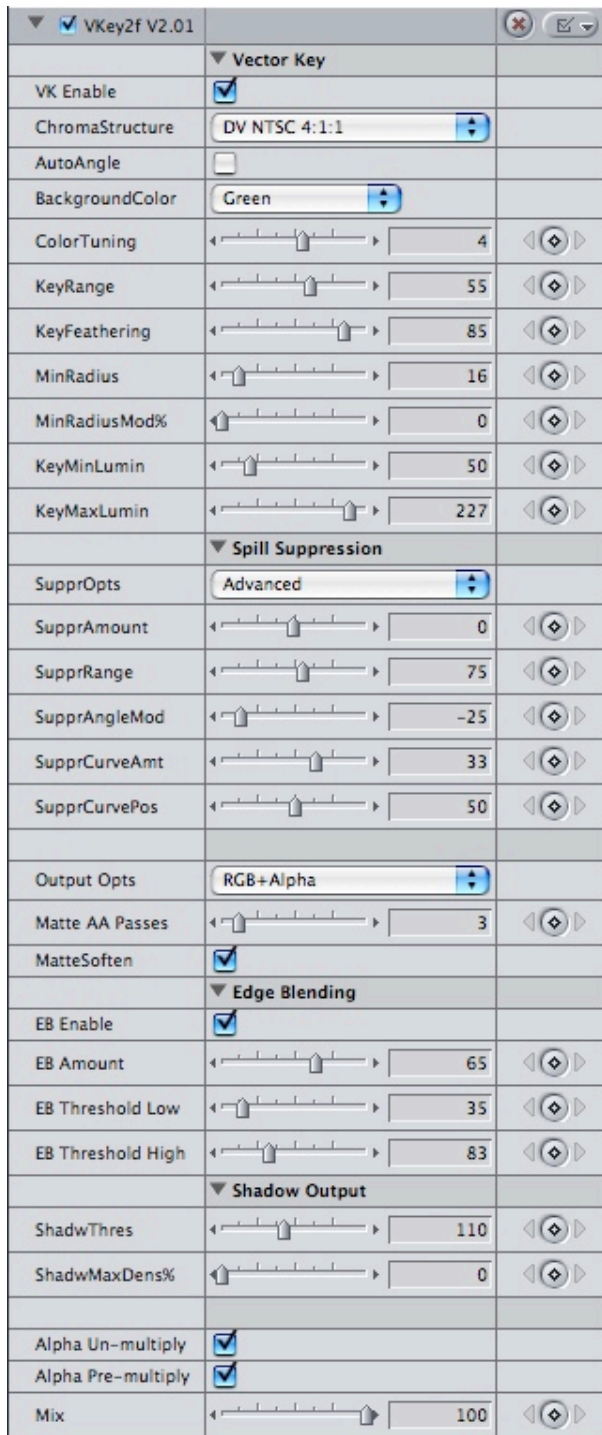 VKey2f V2.01
Vector Key
VK Enable
ChromaStructure DV NTSC 4:1:1
AutoAngle
BackgroundColor Green
ColorTuning 4
KeyRange 55
KeyFeathering 85
MinRadius 16
MinRadiusMod% 0
KeyMinLumin 50
KeyMaxLumin 227
Spill Suppression
SupprOpts Advanced
SupprAmount 0
SupprRange 75
SupprAngleMod -25
SupprCurveAmt 33
SupprCurvePos 50
Output Opts RGB+Alpha
Matte AA Passes 3
MatteSoften
Edge Blending
EB Enable
EB Amount 65
EB Threshold Low 35
EB Threshold High 83
Shadow Output
ShadwThres 110
ShadwMaxDens% 0
Alpha Un-multiply
Alpha Pre-multiply
Mix 100